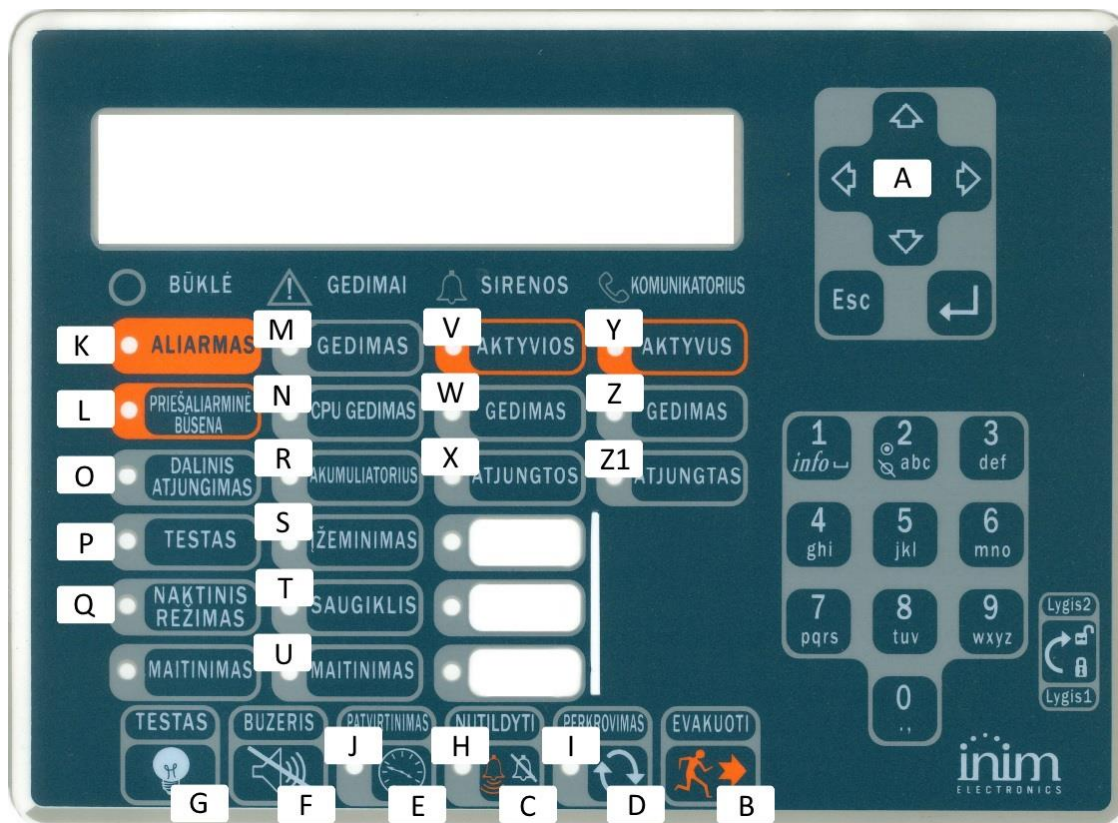 A
BŪKLĖ GEDIMAI SIRENOS KOMUNIKATORIUS
Esc
K ALIARMAS M GEDIMAS V AKTYVIOS Y AKTYVUS
L PRIEŠALIARMINĖ BŪSENA N CPU GEDIMAS W GEDIMAS Z GEDIMAS
O DALINIS ATJUNGIMAS R AKUMULIATORIUS X ATJUNGTOS Z1 ATJUNGTAS
P TESTAS S ĮŽEMINIMAS
Q NAKTINIS REŽIMAS T SAUGIKLIS
MAITINIMAS U MAITINIMAS
1 info 2 abc 3 def
4 ghi 5 jkl 6 mno
7 pqrs 8 tuv 9 wxyz
0 . ,
Lygis2
Lygis1
TESTAS BUZERIS PATVIRTINIMAS NUTILDYTI PERKROVIMAS EVAKUOTI
J H I
G F E C D B
inim
ELECTRONICS